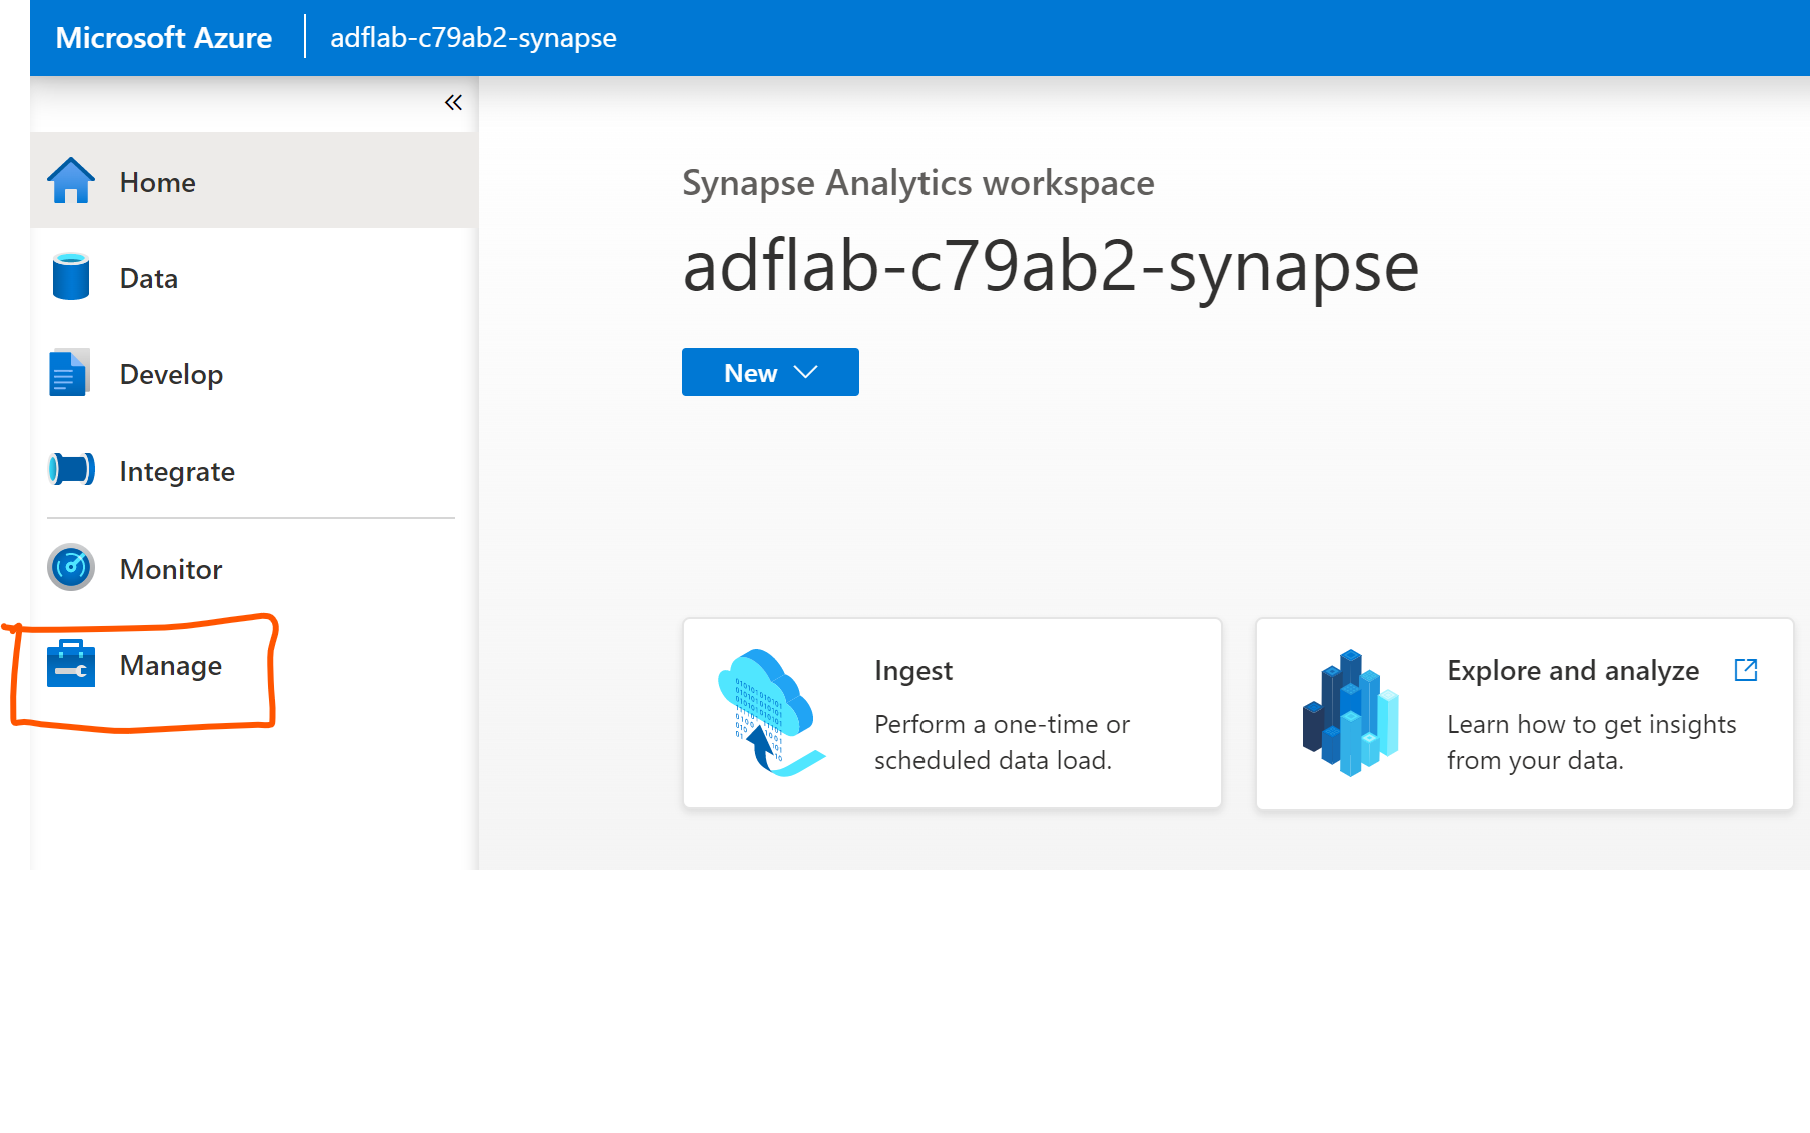 Microsoft Azure
adflab-c79ab2-synapse
Home
Data
Develop
Integrate
Monitor
Manage
Synapse Analytics workspace
adflab-c79ab2-synapse
New
Ingest
Perform a one-time or
scheduled data load.
Explore and analyze
Learn how to get insights
from your data.